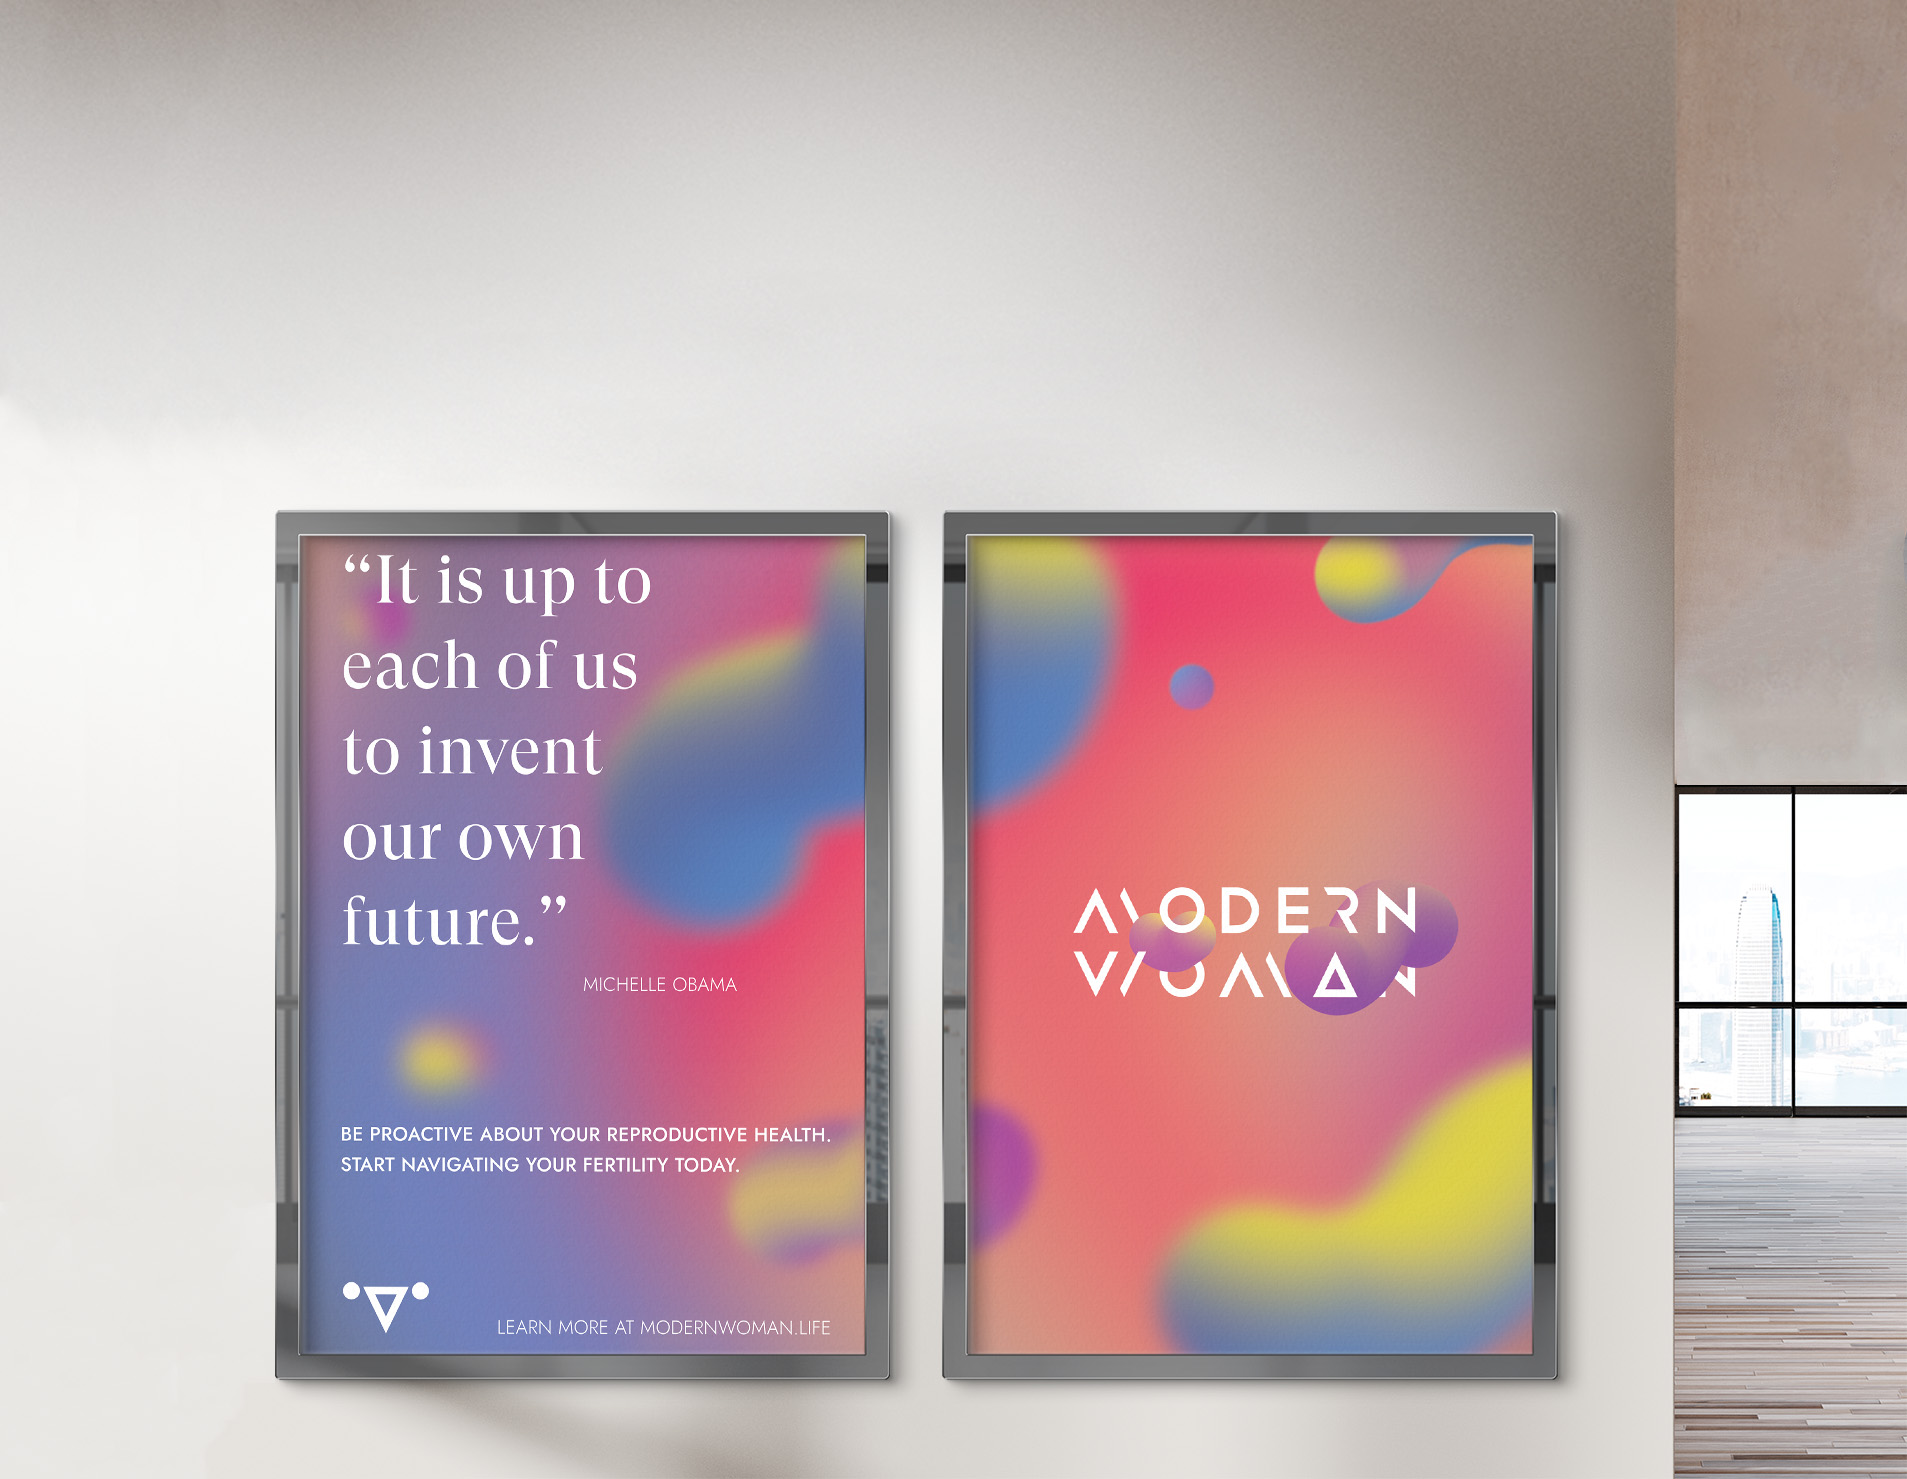 “It is up to
each of us
to invent
our own
future.”
MICHELLE OBAMA
BE PROACTIVE ABOUT YOUR REPRODUCTIVE HEALTH.
START NAVIGATING YOUR FERTILITY TODAY.
LEARN MORE AT MODERNWOMAN.LIFE
MODERN
WOMAN